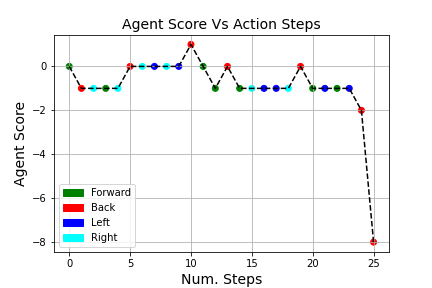 Agent Score Vs Action Steps
Agent Score
0
−2
−4
−6
−8
Forward
Back
Left
Right
0 5 10 15 20 25
Num. Steps